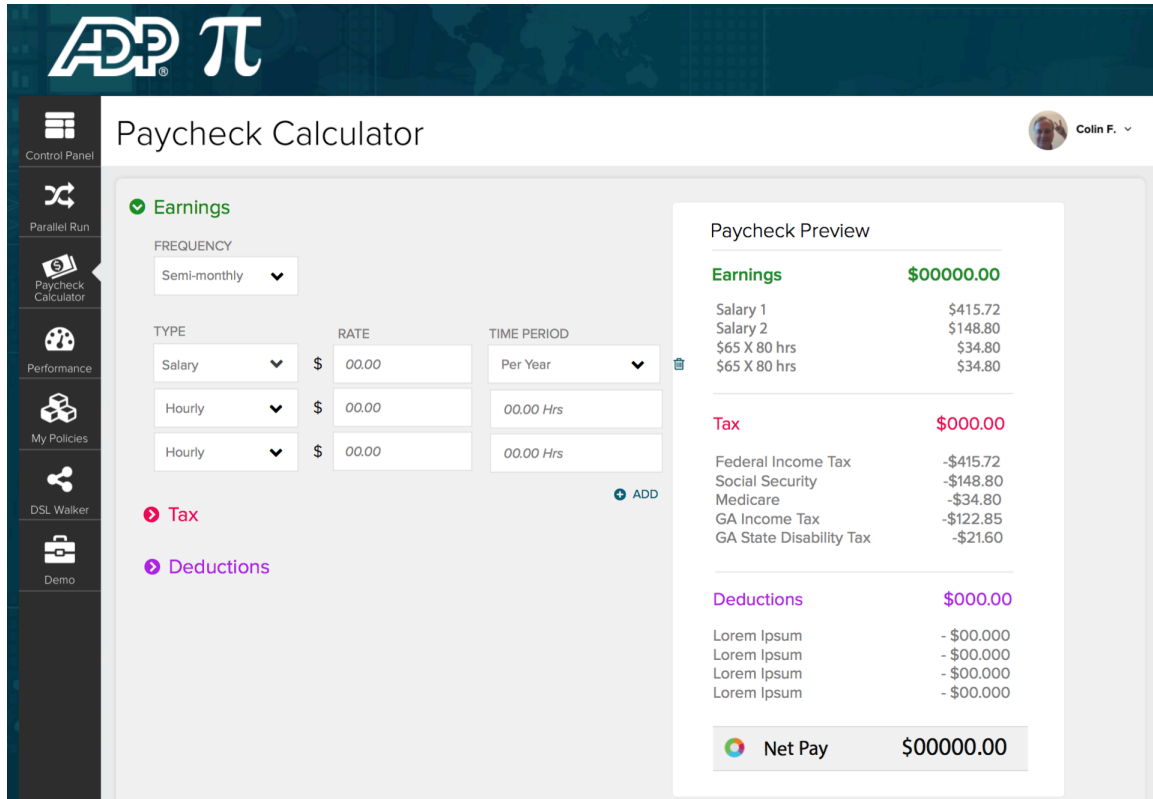 ADP® π
Control Panel
Parallel Run
Paycheck
Calculator
Performance
My Policies
DSL Walker
Demo
Paycheck Calculator
Colin F.
Earnings
FREQUENCY
Semi-monthly
TYPE RATE TIME PERIOD
Salary $ 00.00 Per Year
Hourly $ 00.00 00.00 Hrs
Hourly $ 00.00 00.00 Hrs
ADD
Tax
Deductions
Paycheck Preview
Earnings $00000.00
Salary 1 $415.72
Salary 2 $148.80
$65 X 80 hrs $34.80
$65 X 80 hrs $34.80
Tax $000.00
Federal Income Tax -$415.72
Social Security -$148.80
Medicare -$34.80
GA Income Tax -$122.85
GA State Disability Tax -$21.60
Deductions $000.00
Lorem Ipsum - $00.000
Lorem Ipsum - $00.000
Lorem Ipsum - $00.000
Lorem Ipsum - $00.000
Net Pay $00000.00